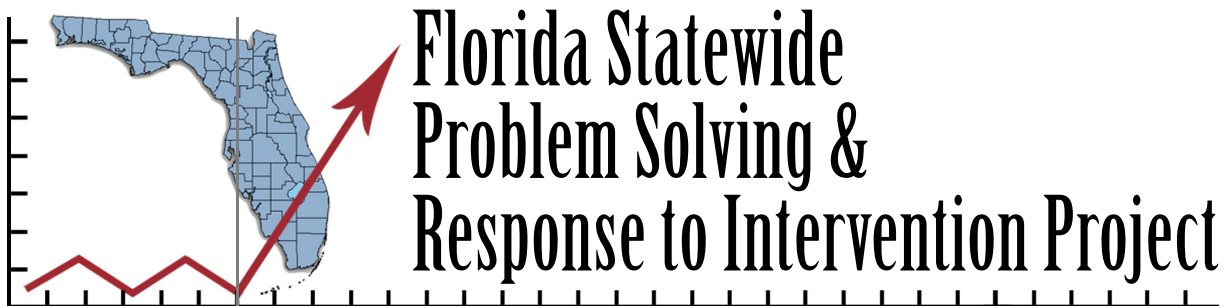 Florida Statewide
Problem Solving &
Response to Intervention Project